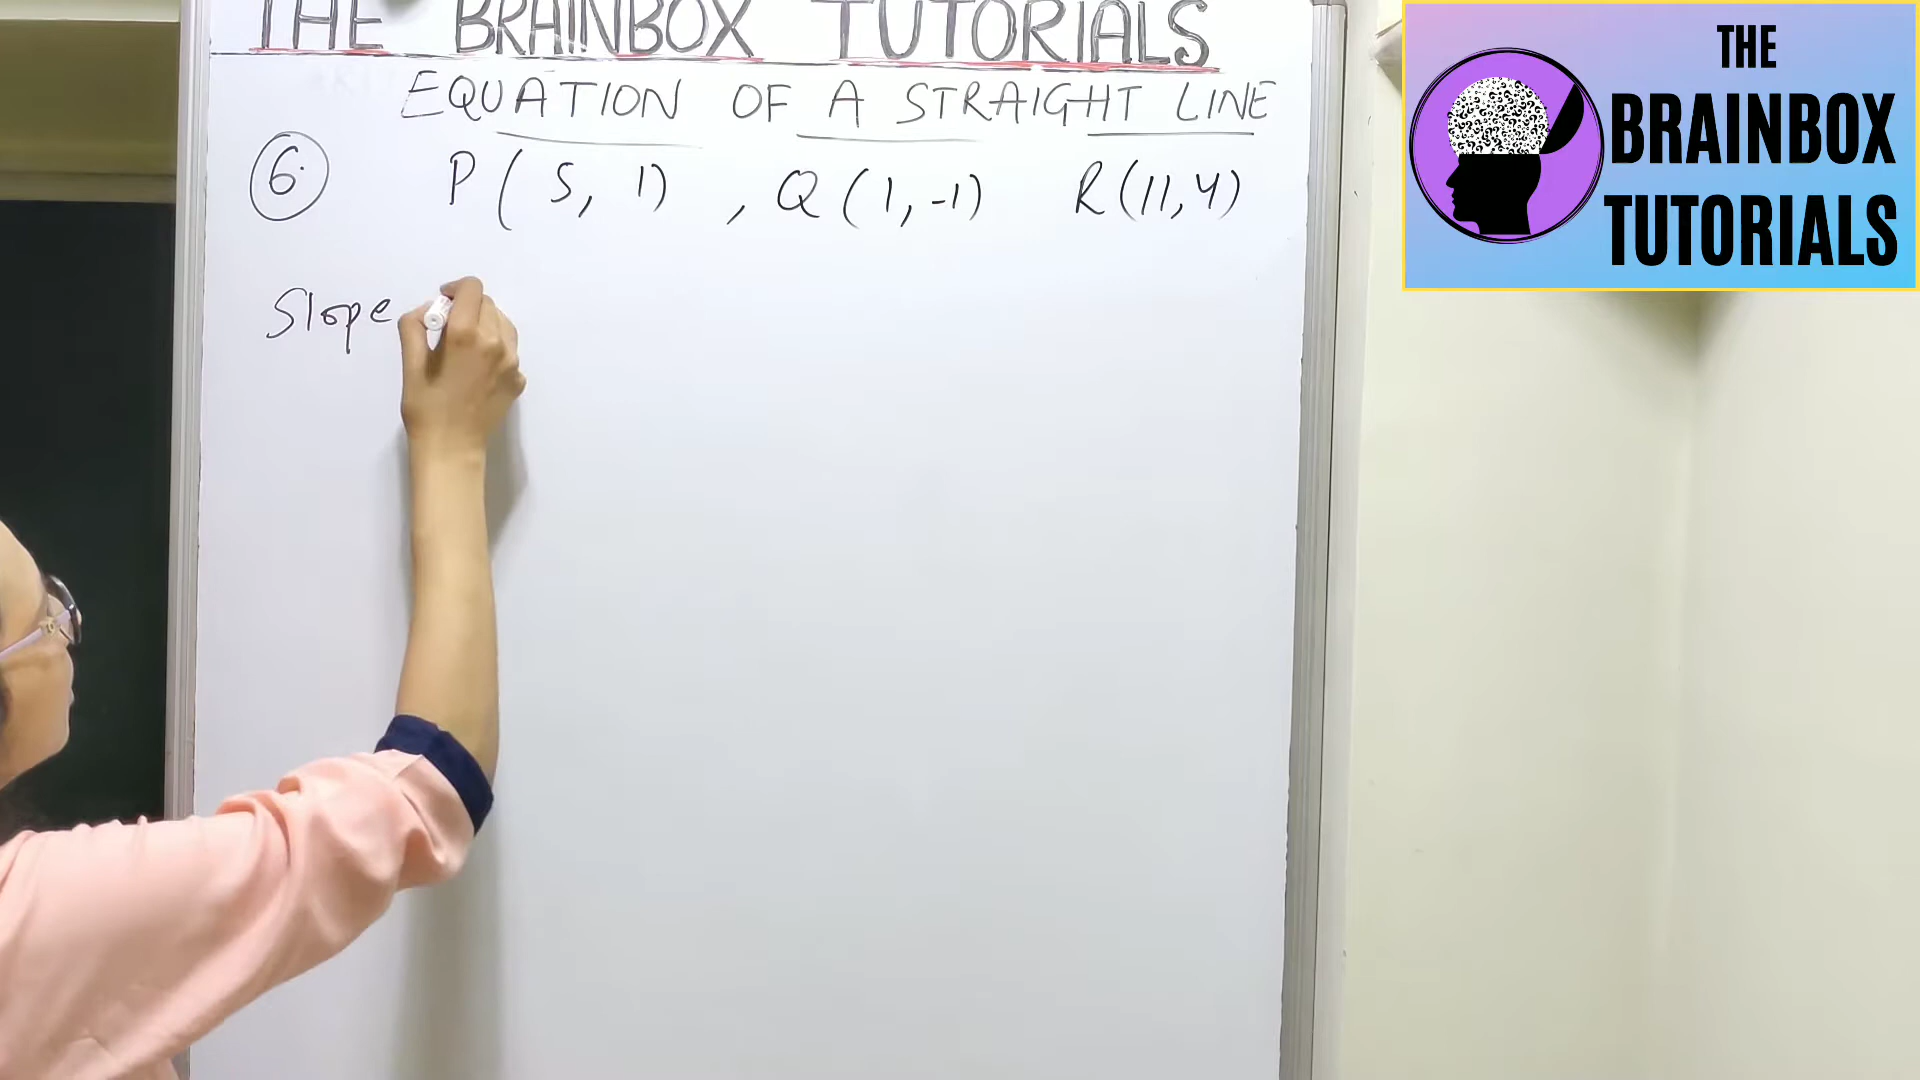 THE BRAINBOX TUTORIALS
EQUATION OF A STRAIGHT LINE
6. P (5, 1), Q (1, -1) R (11, 4)
Slope
THE
BRAINBOX
TUTORIALS